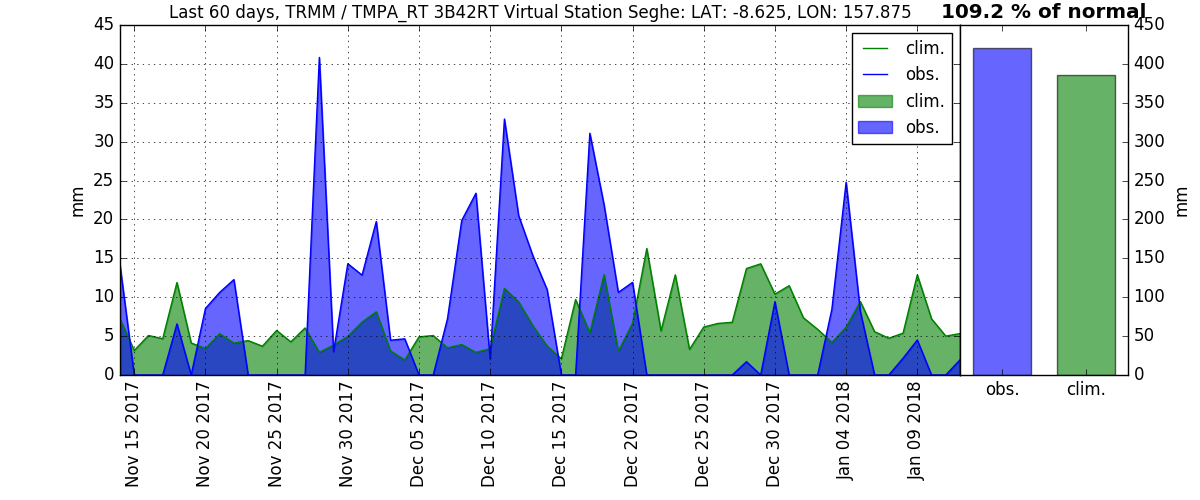 Last 60 days, TRMM / TMPA_RT 3B42RT Virtual Station Seghe: LAT: -8.625, LON: 157.875
109.2 % of normal
mm
45
40
35
30
25
20
15
10
5
0
clim.
obs.
clim.
obs.
Nov 15 2017
Nov 20 2017
Nov 25 2017
Nov 30 2017
Dec 05 2017
Dec 10 2017
Dec 15 2017
Dec 20 2017
Dec 25 2017
Dec 30 2017
Jan 04 2018
Jan 09 2018
450
400
350
300
250
200
150
100
50
0
mm
obs.
clim.